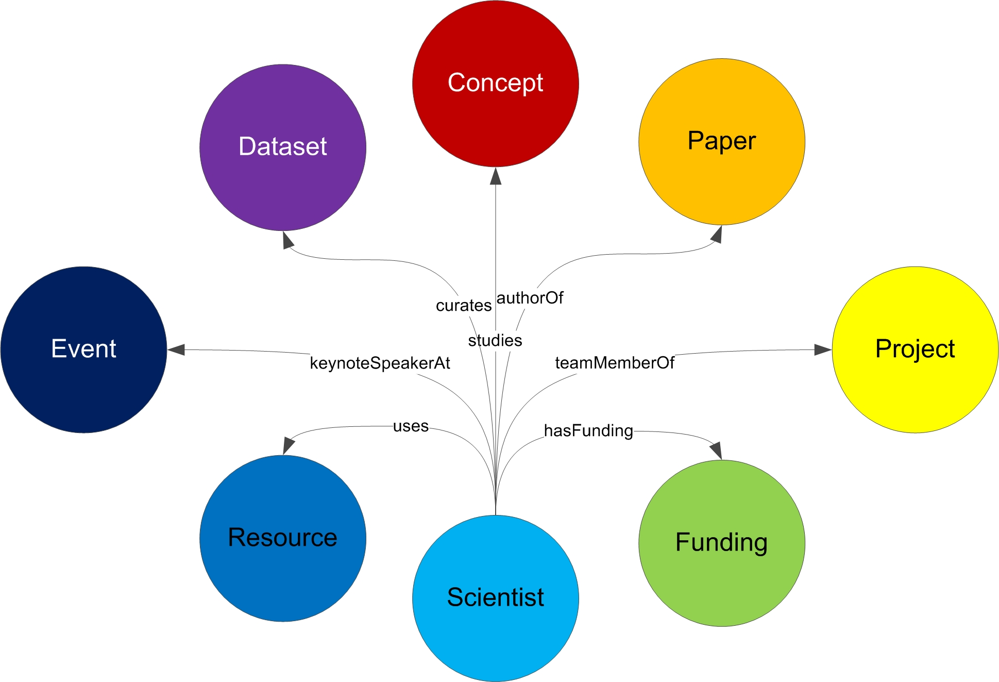 Concept
Paper
Dataset
authorOf
curates
studies
Event
Project
keynoteSpeakerAt
teamMemberOf
uses
hasFunding
Resource
Funding
Scientist